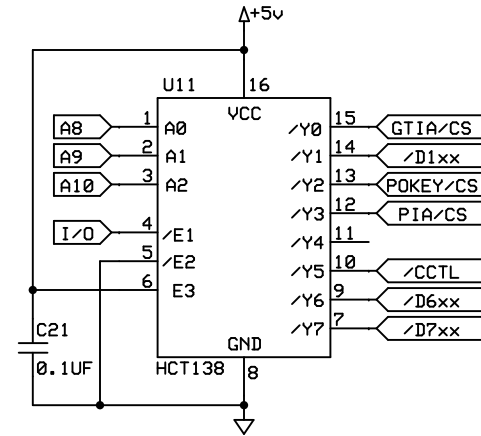 +5v
U11
16
VCC
A8 1 A0 /Y0 15 GTIA/CS
A9 2 A1 /Y1 14 /D1xx
A10 3 A2 /Y2 13 POKEY/CS
/Y3 12 PIA/CS
I/O 4 /E1 /Y4 11
5 /E2 /Y5 10 /CCTL
6 E3 /Y6 9 /D6xx
/Y7 7 /D7xx
C21
0.1UF
GND
HCT138 8